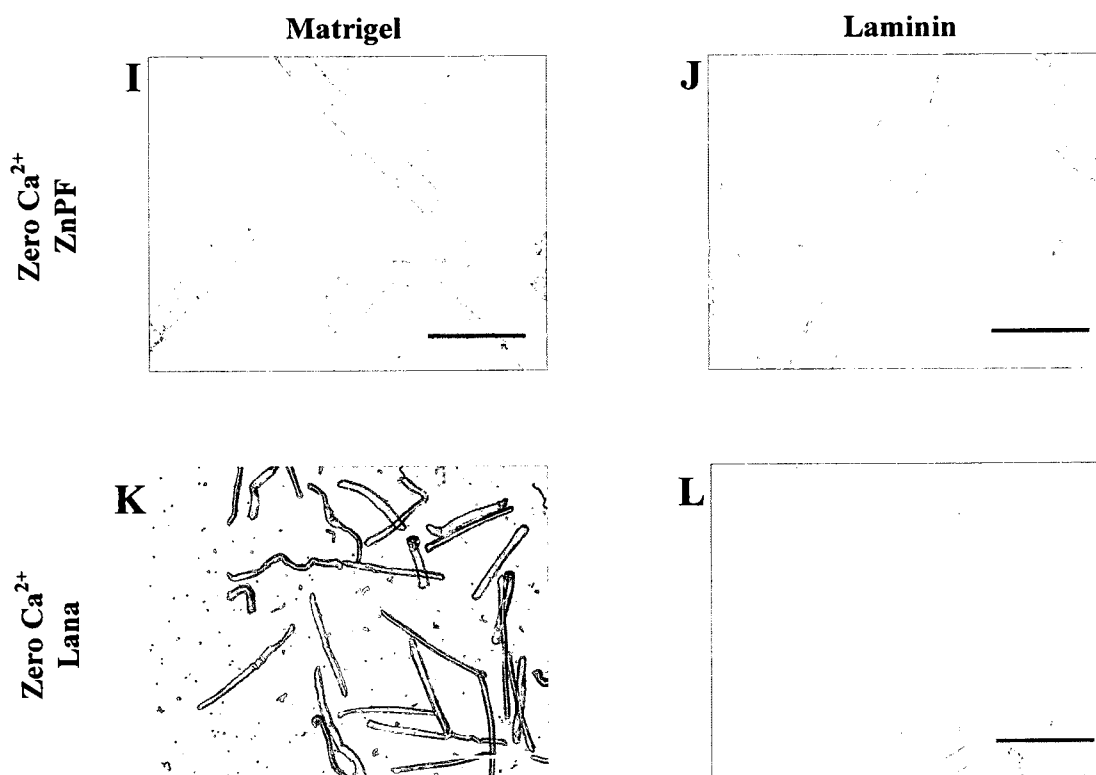 Matrigel
Laminin
I
J
Zero Ca²⁺
ZnPF
K
L
Zero Ca²⁺
Lana